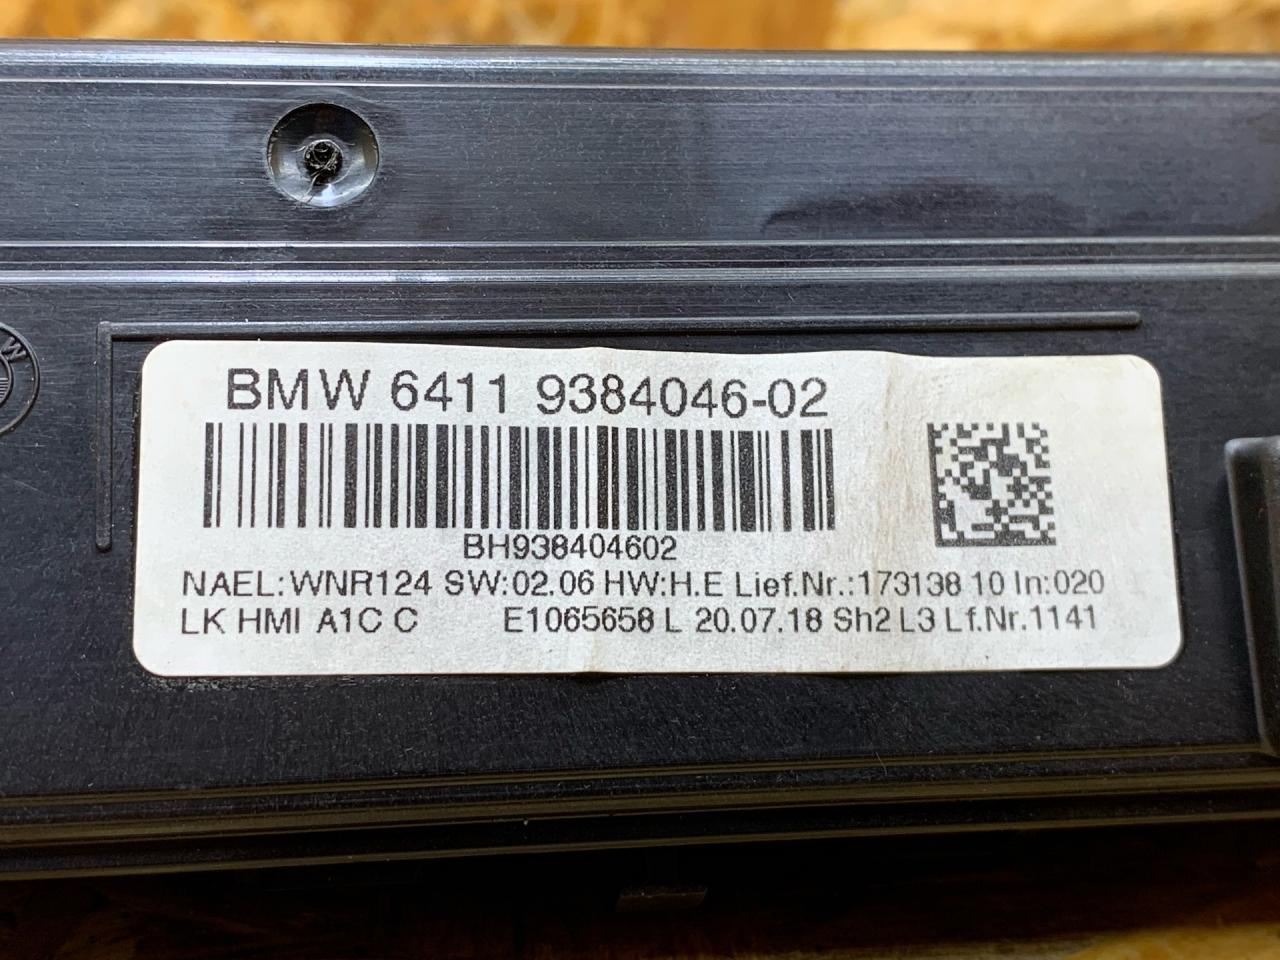 BMW 6411 9384046-02
BH938404602
NAEL:WNR124 SW:02.06 HW:H.E Lief.Nr.:173138 10 In:020
LK HMI A1C C E1065658 L 20.07.18 Sh2 L3 Lf.Nr.1141
W